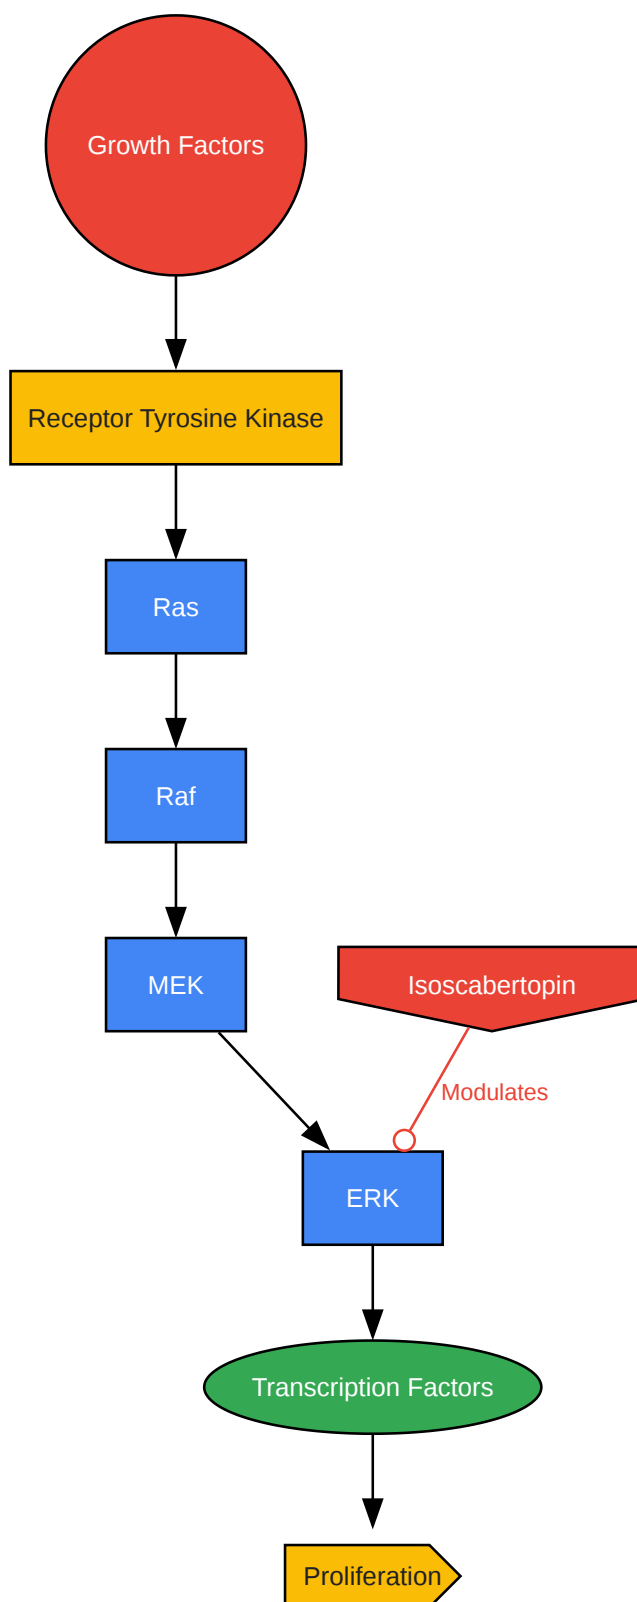 Growth Factors
Receptor Tyrosine Kinase
Ras
Raf
MEK
Isoscabertopin
Modulates
ERK
Transcription Factors
Proliferation